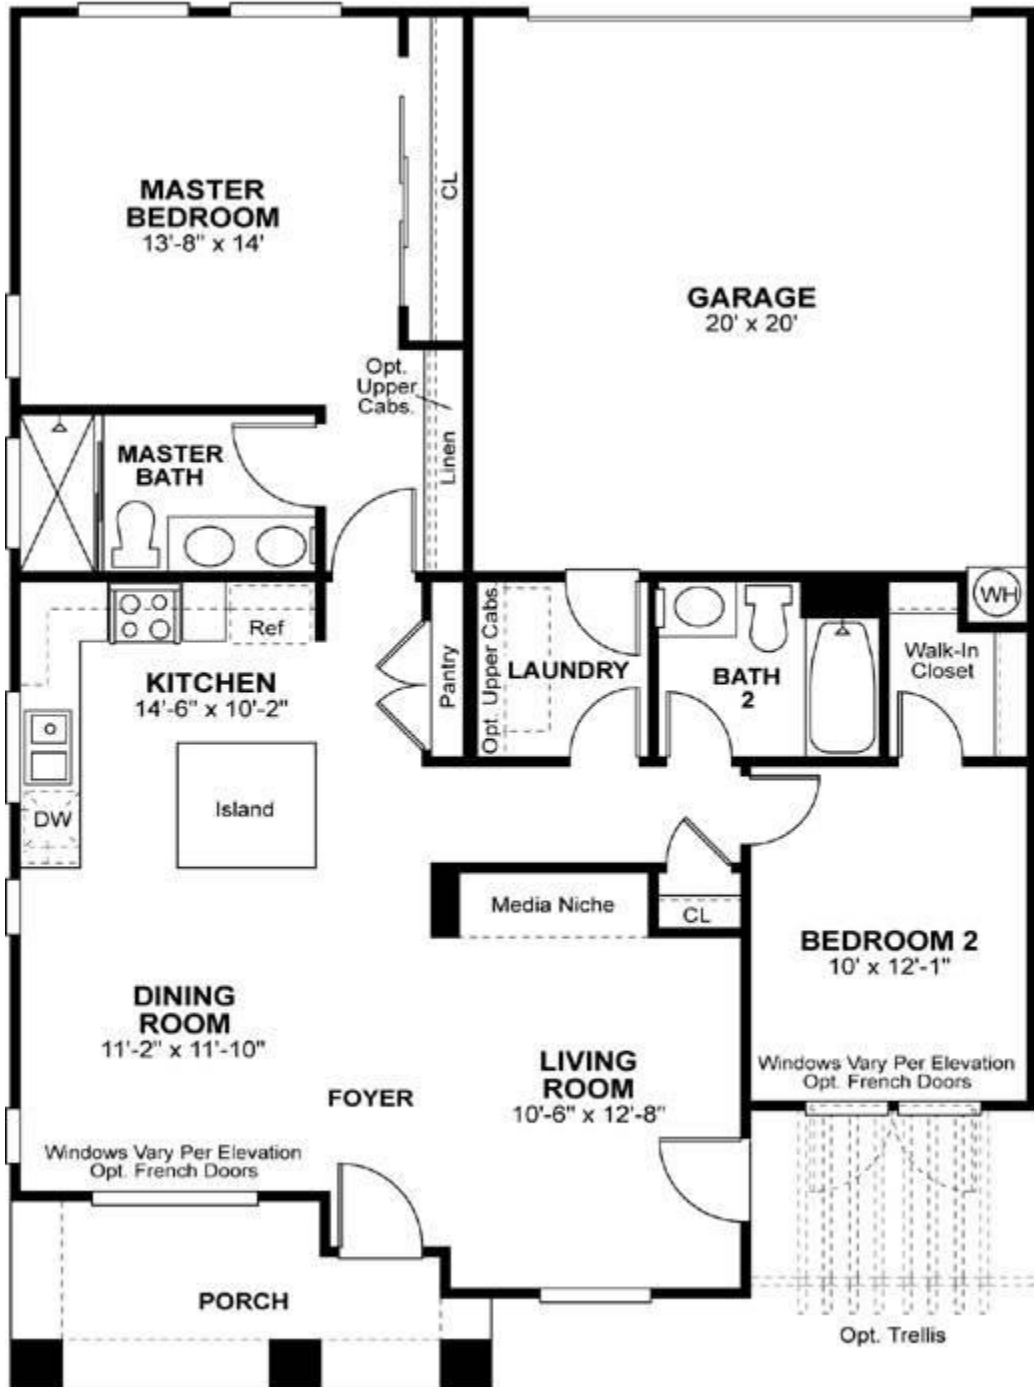 MASTER
BEDROOM
13'-8" x 14'
CL
GARAGE
20' x 20'
Opt.
Upper
Cabs.
Linen
MASTER
BATH
WH
Ref
KITCHEN
14'-6" x 10'-2"
Pantry
Opt. Upper Cabs.
LAUNDRY
BATH
2
Walk-In
Closet
Island
DW
Media Niche
CL
BEDROOM 2
10' x 12'-1"
DINING
ROOM
11'-2" x 11'-10"
LIVING
ROOM
10'-6" x 12'-8"
FOYER
Windows Vary Per Elevation
Opt. French Doors
Windows Vary Per Elevation
Opt. French Doors
PORCH
Opt. Trellis